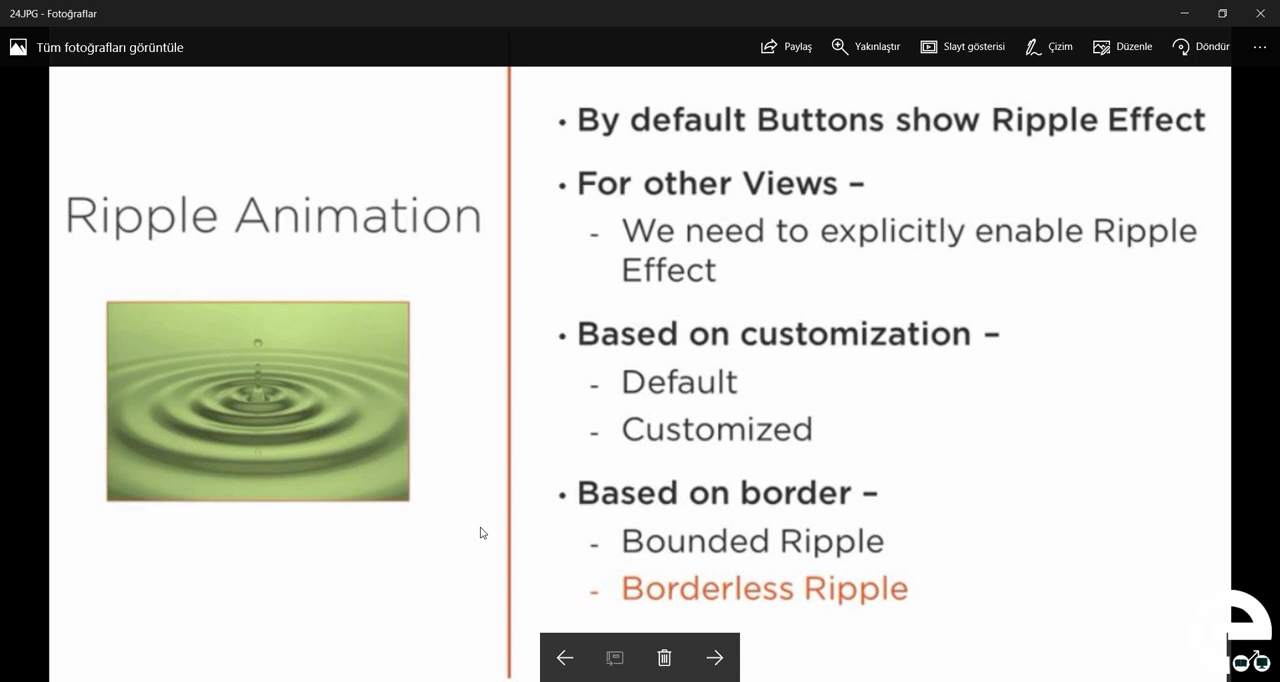 24.JPG - Fotoğraflar
Tüm fotoğrafları görüntüle
Paylaş
Yakınlaştır
Slayt gösterisi
Çizim
Düzenle
Döndür
Ripple Animation
• By default Buttons show Ripple Effect
• For other Views –
- We need to explicitly enable Ripple
Effect
• Based on customization –
- Default
- Customized
• Based on border –
- Bounded Ripple
- Borderless Ripple
e